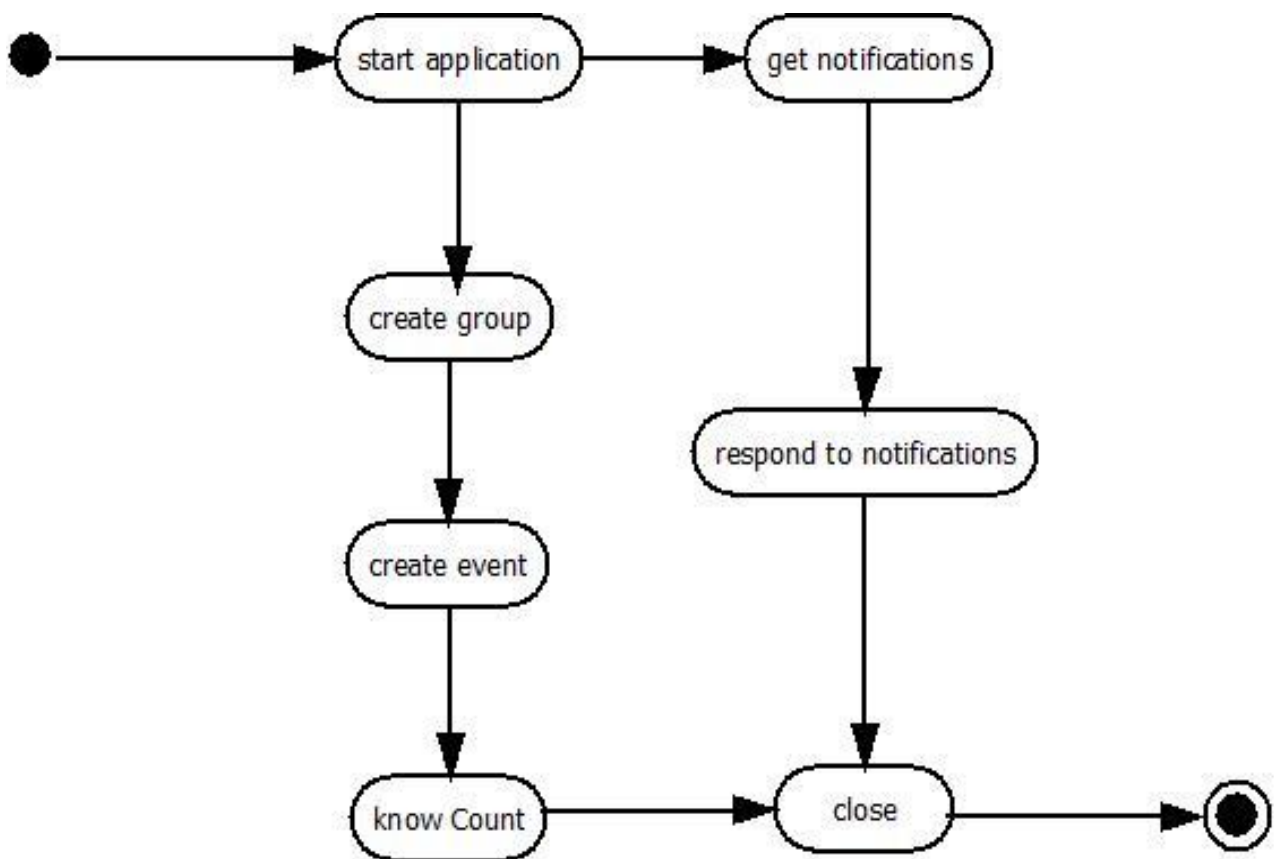 start application
get notifications
create group
respond to notifications
create event
know Count
close